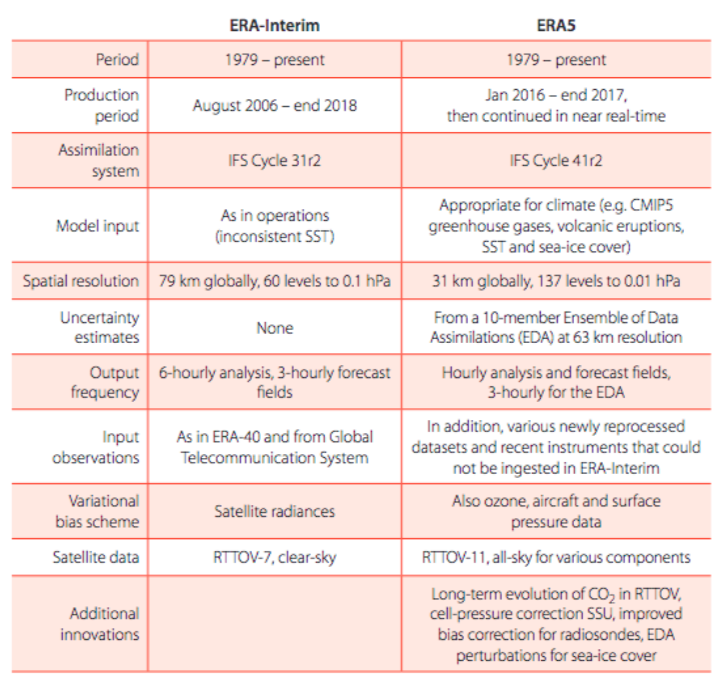 ERA-Interim ERA5
Period 1979 – present 1979 – present
Production period August 2006 – end 2018 Jan 2016 – end 2017,
then continued in near real-time
Assimilation system IFS Cycle 31r2 IFS Cycle 41r2
Model input As in operations
(inconsistent SST) Appropriate for climate (e.g. CMIP5
greenhouse gases, volcanic eruptions,
SST and sea-ice cover)
Spatial resolution 79 km globally, 60 levels to 0.1 hPa 31 km globally, 137 levels to 0.01 hPa
Uncertainty estimates None From a 10-member Ensemble of Data
Assimilations (EDA) at 63 km resolution
Output frequency 6-hourly analysis, 3-hourly forecast
fields Hourly analysis and forecast fields,
3-hourly for the EDA
Input observations As in ERA-40 and from Global
Telecommunication System In addition, various newly reprocessed
datasets and recent instruments that could
not be ingested in ERA-Interim
Variational bias scheme Satellite radiances Also ozone, aircraft and surface
pressure data
Satellite data RTTOV-7, clear-sky RTTOV-11, all-sky for various components
Additional innovations Long-term evolution of CO₂ in RTTOV,
cell-pressure correction SSU, improved
bias correction for radiosondes, EDA
perturbations for sea-ice cover